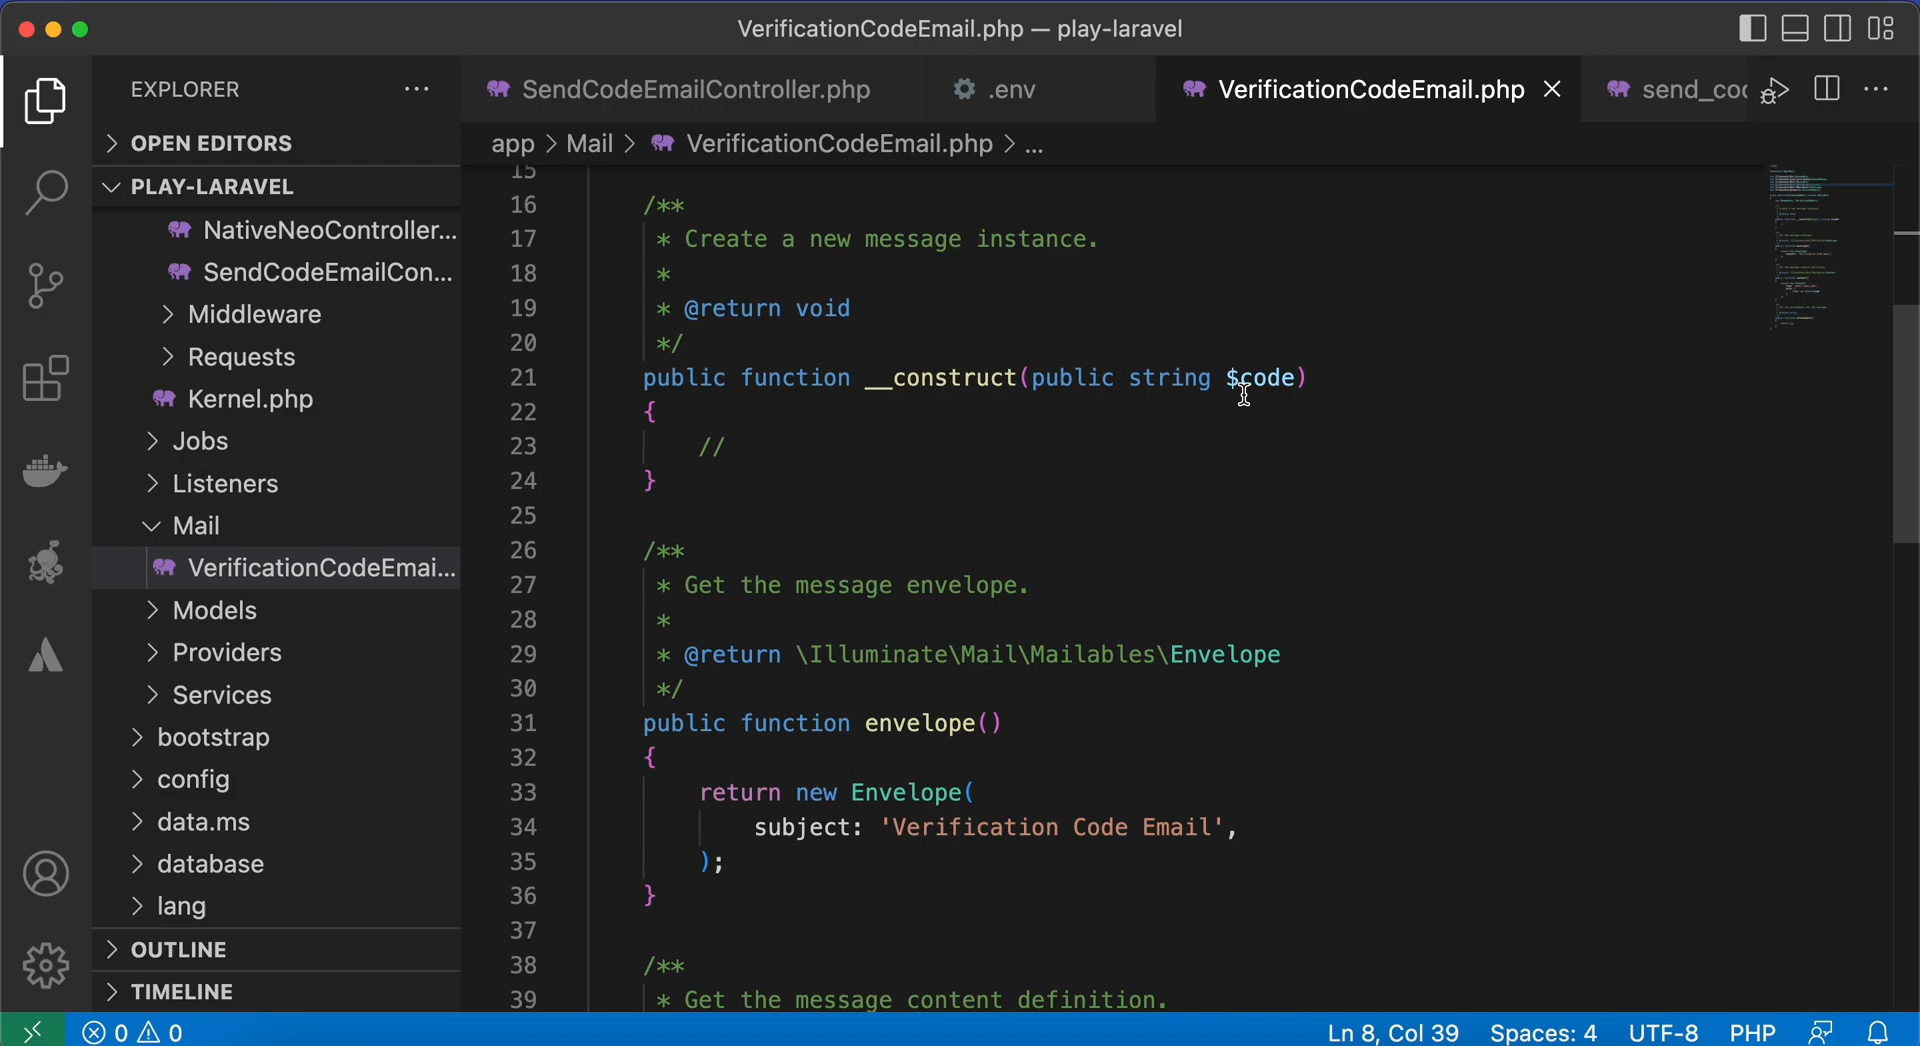 VerificationCodeEmail.php — play-laravel
EXPLORER
OPEN EDITORS
PLAY-LARAVEL
NativeNeoController...
SendCodeEmailCon...
Middleware
Requests
Kernel.php
Jobs
Listeners
Mail
VerificationCodeEmai...
Models
Providers
Services
bootstrap
config
data.ms
database
lang
OUTLINE
TIMELINE
SendCodeEmailController.php
.env
VerificationCodeEmail.php
send_coc
app > Mail > VerificationCodeEmail.php > ...
15
16 /**
17 * Create a new message instance.
18 *
19 * @return void
20 */
21 public function __construct(public string $code)
22 {
23 //
24 }
25
26 /**
27 * Get the message envelope.
28 *
29 * @return \Illuminate\Mail\Mailables\Envelope
30 */
31 public function envelope()
32 {
33 return new Envelope(
34 subject: 'Verification Code Email',
35 );
36 }
37
38 /**
39 * Get the message content definition.
0 0
Ln 8, Col 39 Spaces: 4 UTF-8 PHP